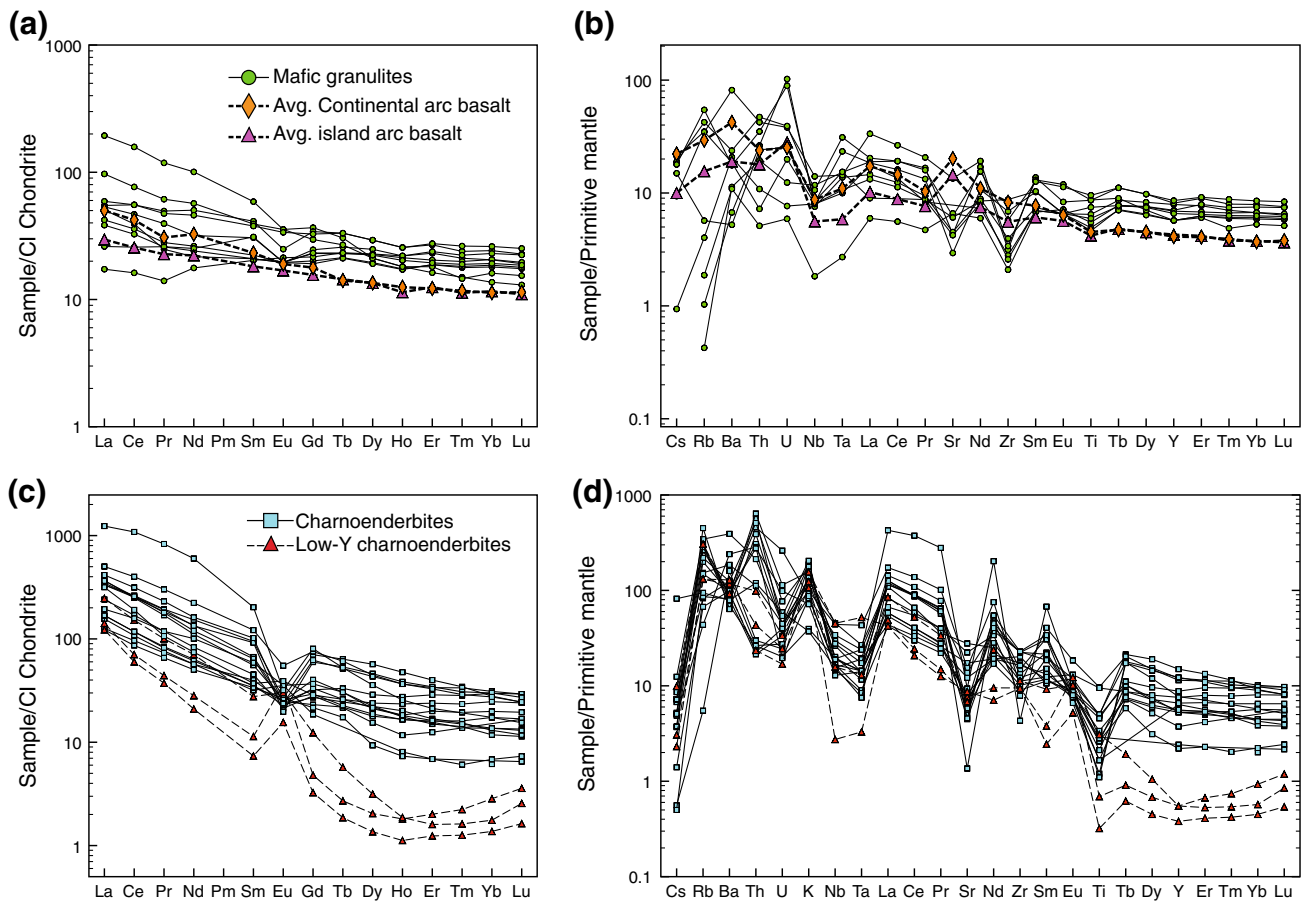 (a)
1000
100
10
1
Sample/CI Chondrite
Mafic granulites
Avg. Continental arc basalt
Avg. island arc basalt
La Ce Pr Nd Pm Sm Eu Gd Tb Dy Ho Er Tm Yb Lu
(b)
100
10
1
0.1
Sample/Primitive mantle
Cs Rb Ba Th U Nb Ta La Ce Pr Sr Nd Zr Sm Eu Ti Tb Dy Y Er Tm Yb Lu
(c)
1000
100
10
1
Sample/CI Chondrite
Charnoenderbites
Low-Y charnoenderbites
La Ce Pr Nd Pm Sm Eu Gd Tb Dy Ho Er Tm Yb Lu
(d)
1000
100
10
1
0.1
Sample/Primitive mantle
Cs Rb Ba Th U K Nb Ta La Ce Pr Sr Nd Zr Sm Eu Ti Tb Dy Y Er Tm Yb Lu